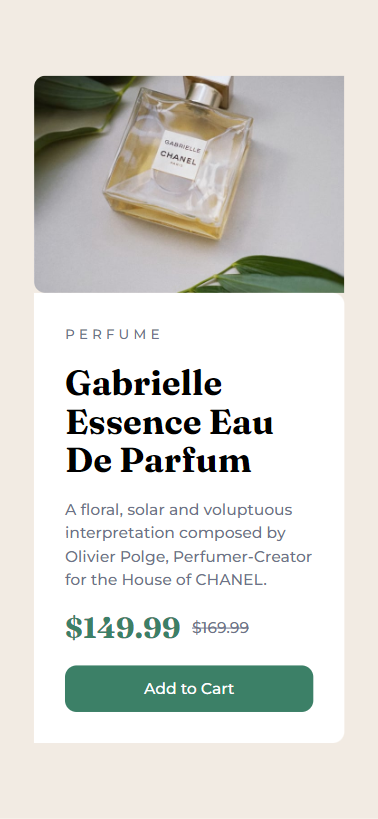 GABRIELLE
CHANEL
PARIS
PERFUME
Gabrielle
Essence Eau
De Parfum
A floral, solar and voluptuous
interpretation composed by
Olivier Polge, Perfumer-Creator
for the House of CHANEL.
$149.99 $169.99
Add to Cart